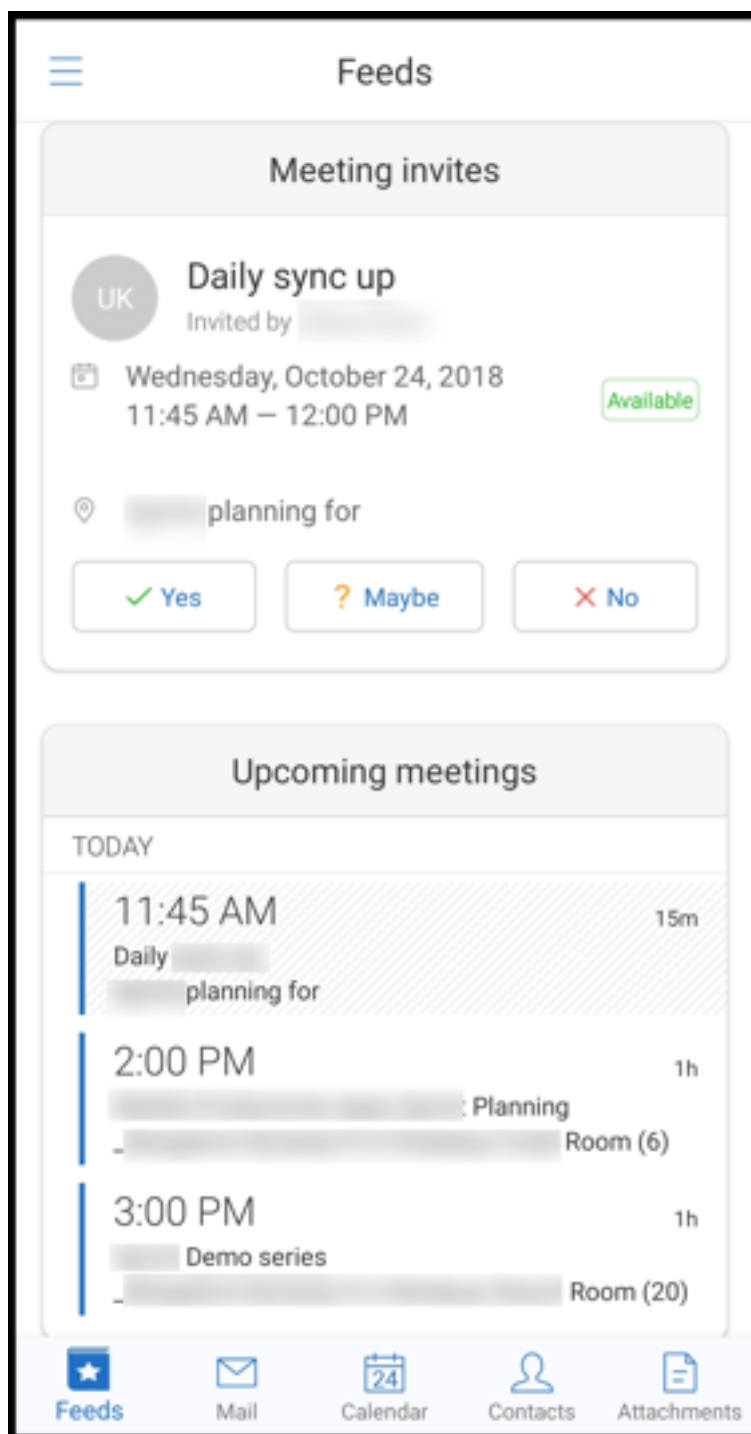 Feeds
Meeting invites
UK
Daily sync up
Invited by
Wednesday, October 24, 2018
11:45 AM — 12:00 PM
Available
planning for
Yes
? Maybe
No
Upcoming meetings
TODAY
11:45 AM
15m
Daily
planning for
2:00 PM
1h
: Planning
_ Room (6)
3:00 PM
1h
Demo series
_ Room (20)
24
Feeds
Mail
Calendar
Contacts
Attachments